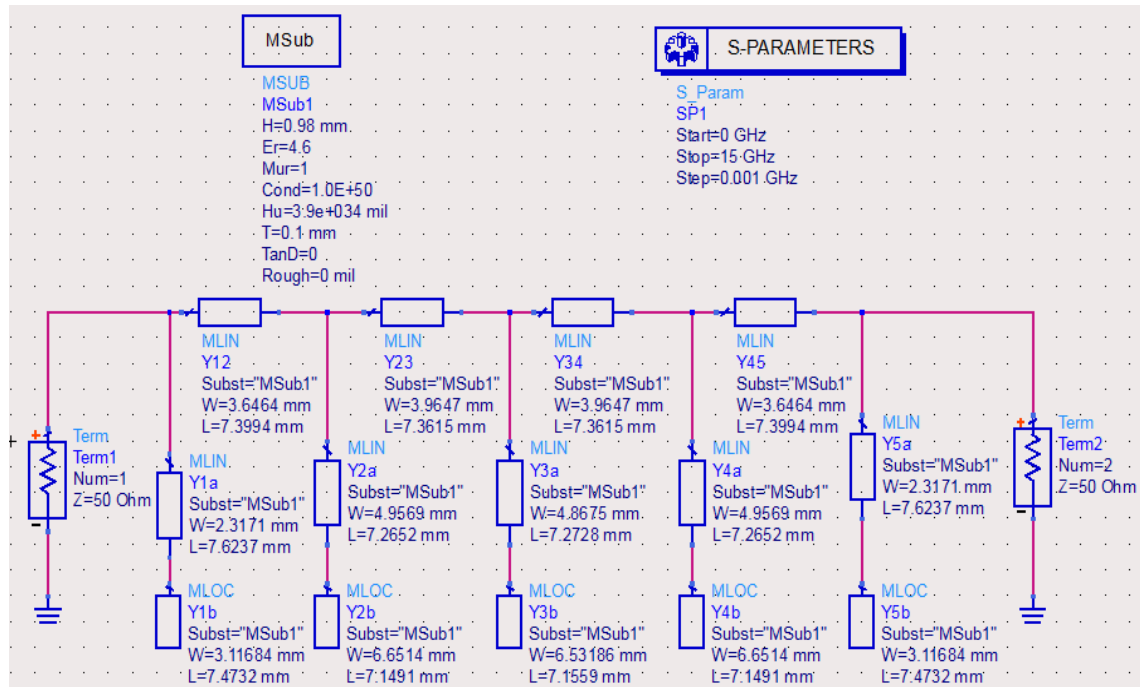 MSub
MSUB
MSub1
H=0.98 mm
Er=4.6
Mur=1
Cond=1.0E+50
Hu=3.9e+034 mil
T=0.1 mm
TanD=0
Rough=0 mil
S-PARAMETERS
S_Param
SP1
Start=0 GHz
Stop=15 GHz
Step=0.001 GHz
MLIN
Y12
Subst="MSub1"
W=3.6464 mm
L=7.3994 mm
MLIN
Y23
Subst="MSub1"
W=3.9647 mm
L=7.3615 mm
MLIN
Y34
Subst="MSub1"
W=3.9647 mm
L=7.3615 mm
MLIN
Y45
Subst="MSub1"
W=3.6464 mm
L=7.3994 mm
Term
Term1
Num=1
Z=50 Ohm
MLIN
Y1a
Subst="MSub1"
W=2.3171 mm
L=7.6237 mm
MLIN
Y2a
Subst="MSub1"
W=4.9569 mm
L=7.2652 mm
MLIN
Y3a
Subst="MSub1"
W=4.8675 mm
L=7.2728 mm
MLIN
Y4a
Subst="MSub1"
W=4.9569 mm
L=7.2652 mm
MLIN
Y5a
Subst="MSub1"
W=2.3171 mm
L=7.6237 mm
Term
Term2
Num=2
Z=50 Ohm
MLOC
Y1b
Subst="MSub1"
W=3.11684 mm
L=7.4732 mm
MLOC
Y2b
Subst="MSub1"
W=6.6514 mm
L=7.1491 mm
MLOC
Y3b
Subst="MSub1"
W=6.53186 mm
L=7.1559 mm
MLOC
Y4b
Subst="MSub1"
W=6.6514 mm
L=7.1491 mm
MLOC
Y5b
Subst="MSub1"
W=3.11684 mm
L=7.4732 mm